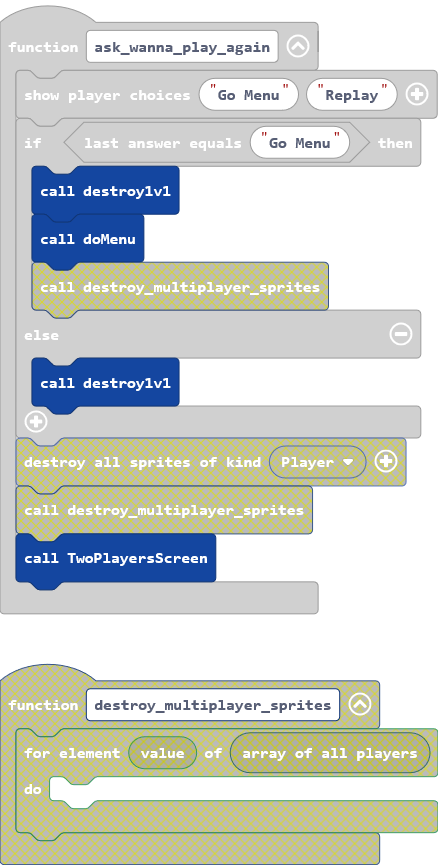 function ask_wanna_play_again
show player choices "Go Menu" "Replay"
if last answer equals "Go Menu" then
call destroy1v1
call doMenu
call destroy_multiplayer_sprites
else
call destroy1v1
destroy all sprites of kind Player
call destroy_multiplayer_sprites
call TwoPlayersScreen
function destroy_multiplayer_sprites
for element value of array of all players
do